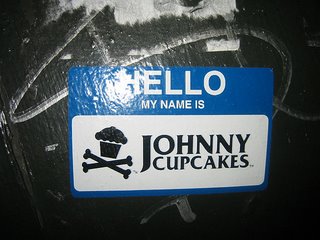 HELLO
MY NAME IS
JOHNNY
CUPCAKES